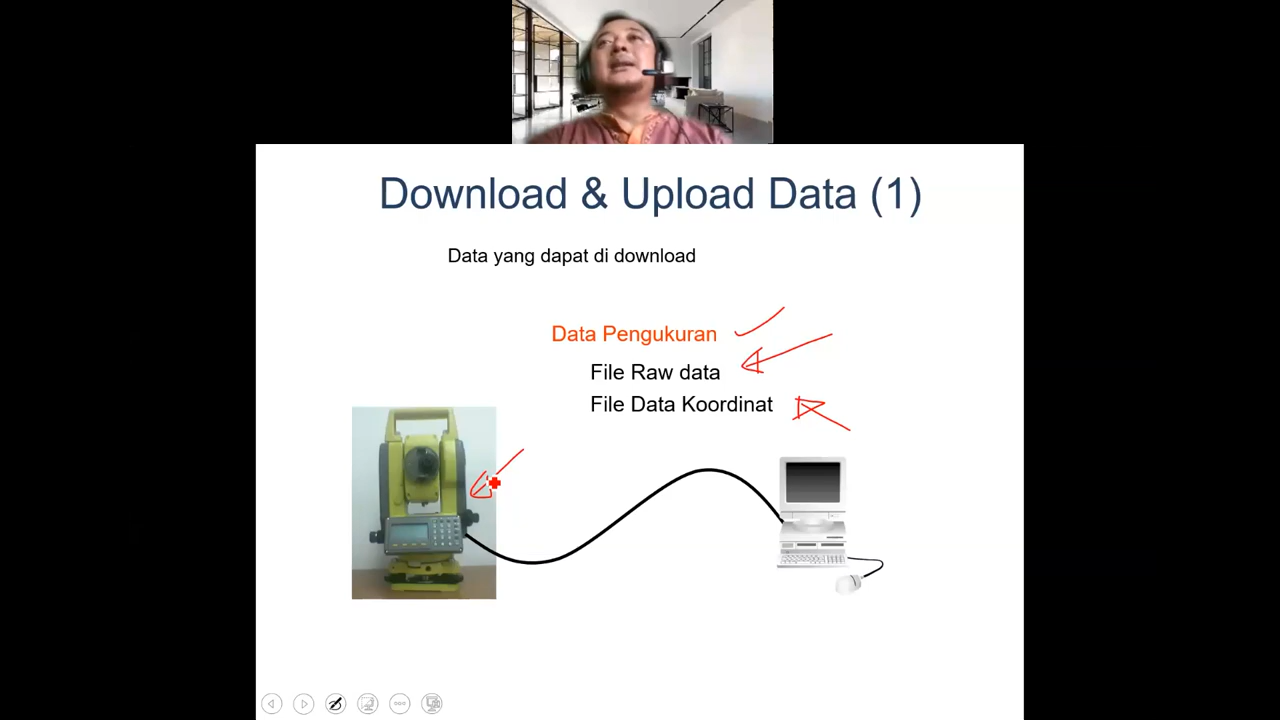 Download & Upload Data (1)
Data yang dapat di download
Data Pengukuran
File Raw data
File Data Koordinat